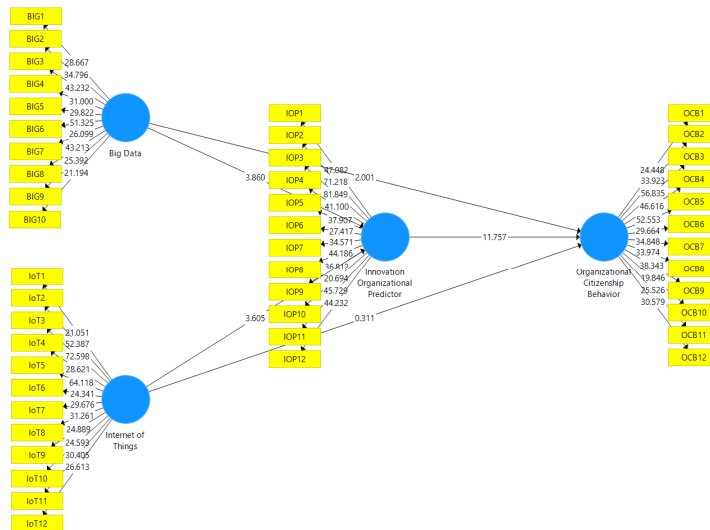 BIG1
BIG2
BIG3
BIG4
BIG5
BIG6
BIG7
BIG8
BIG9
BIG10
28.667
34.796
43.232
31.000
29.822
51.325
26.099
43.213
25.392
21.194
Big Data
IoT1
IoT2
IoT3
IoT4
IoT5
IoT6
IoT7
IoT8
IoT9
IoT10
IoT11
IoT12
21.051
52.387
72.598
28.621
64.118
24.341
29.676
31.261
24.889
24.593
30.405
26.613
Internet of
Things
3.860
2.001
3.605
0.311
11.757
IOP1
IOP2
IOP3
IOP4
IOP5
IOP6
IOP7
IOP8
IOP9
IOP10
IOP11
IOP12
47.082
71.218
81.849
41.100
37.907
27.417
34.571
44.186
36.812
20.694
45.729
44.232
Innovation
Organizational
Predictor
Organizational
Citizenship
Behavior
24.448
33.923
56.835
46.616
52.553
29.664
34.848
33.974
38.343
19.846
25.526
30.579
OCB1
OCB2
OCB3
OCB4
OCB5
OCB6
OCB7
OCB8
OCB9
OCB10
OCB11
OCB12